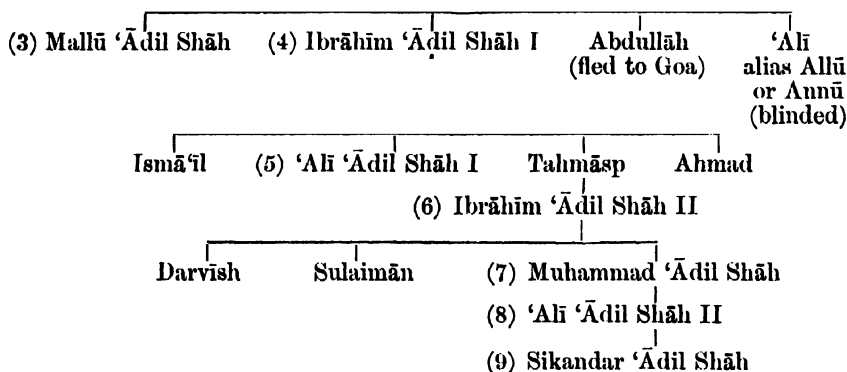 (3) Mallū ‘Ādil Shāh (4) Ibrāhīm ‘Ādil Shāh I Abdullāh ‘Alī
(fled to Goa) alias Allū
or Annū
(blinded)
Ismā‘īl (5) ‘Alī ‘Ādil Shāh I Tahmāsp Ahmad
(6) Ibrāhīm ‘Ādil Shāh II
Darvīsh Sulaimān (7) Muhammad ‘Ādil Shāh
(8) ‘Alī ‘Ādil Shāh II
(9) Sikandar ‘Ādil Shāh